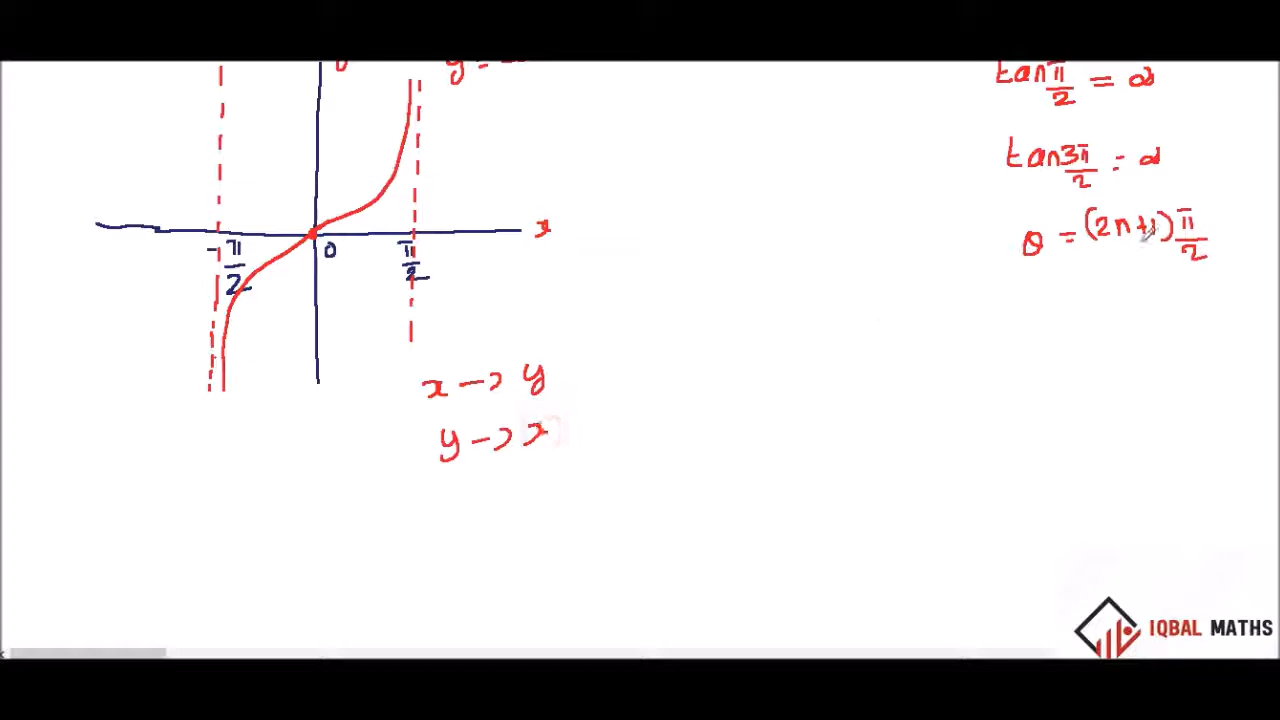 y =
tan π/2 = ∝
tan 3π/2 = ∝
θ = (2n+1) π/2
x
-π/2 0 π/2
x → y
y → x
IQBAL MATHS